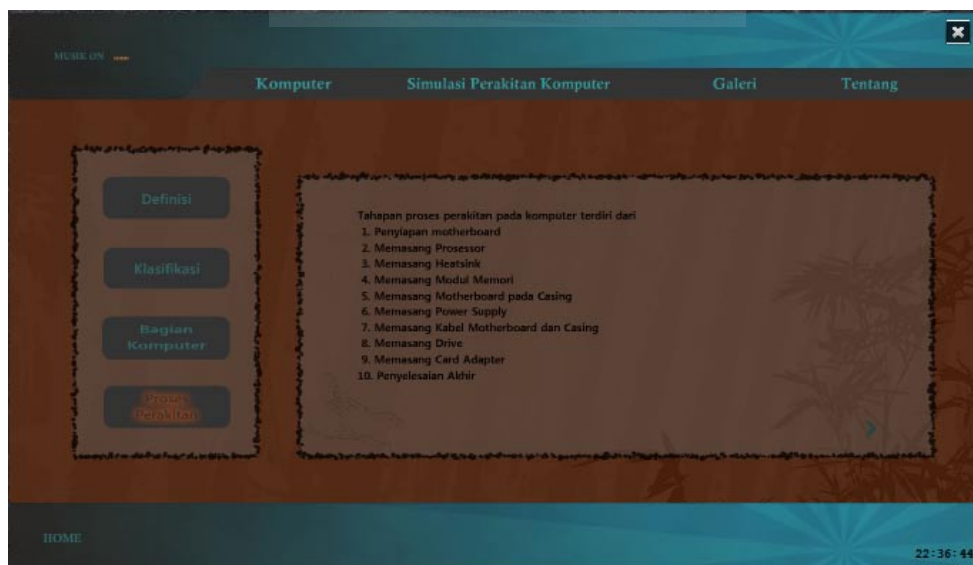 MUSIK ON
Komputer
Simulasi Perakitan Komputer
Galeri
Tentang
Definisi
Klasifikasi
Bagian
Komputer
Proses
Perakitan
Tahapan proses perakitan pada komputer terdiri dari
1. Penyiapan motherboard
2. Memasang Prosessor
3. Memasang Heatsink
4. Memasang Modul Memori
5. Memasang Motherboard pada Casing
6. Memasang Power Supply
7. Memasang Kabel Motherboard dan Casing
8. Memasang Drive
9. Memasang Card Adapter
10. Penyelesaian Akhir
HOME
22:36:44